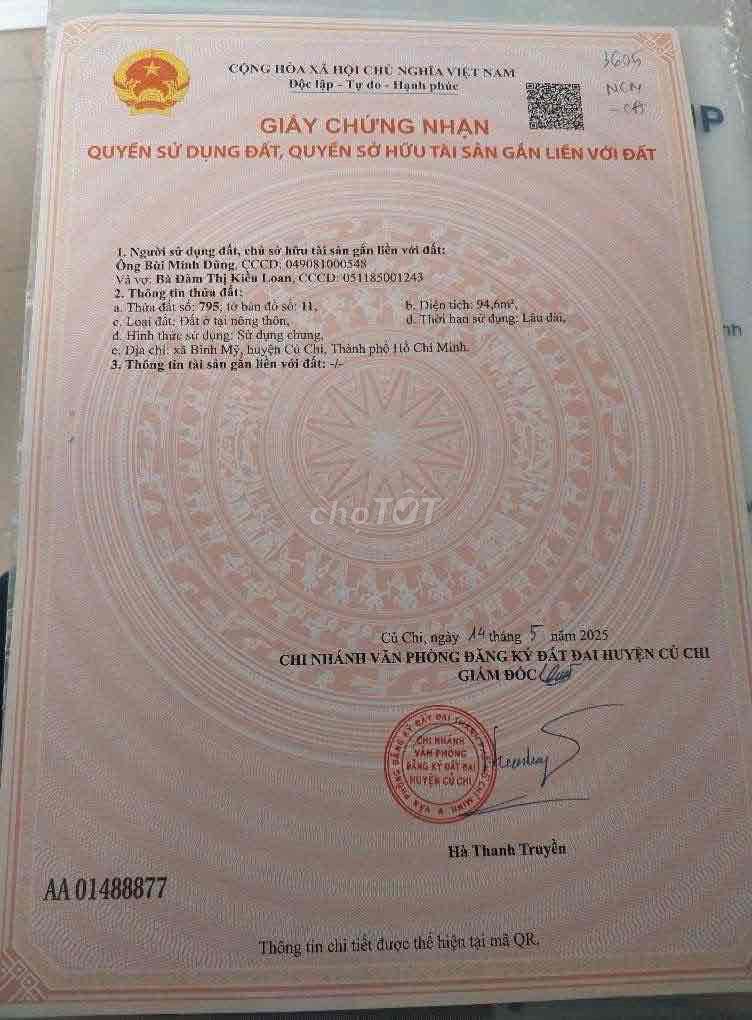 CỘNG HÒA XÃ HỘI CHỦ NGHĨA VIỆT NAM
Độc lập - Tự do - Hạnh phúc
3605
NCN
GIẤY CHỨNG NHẬN
QUYỀN SỬ DỤNG ĐẤT, QUYỀN SỞ HỮU TÀI SẢN GẮN LIỀN VỚI ĐẤT
1. Người sử dụng đất, chủ sở hữu tài sản gắn liền với đất:
Ông Bùi Minh Dũng, CCCD: 049081000548
Và vợ: Bà Đàm Thị Kiều Loan, CCCD: 051185001243
2. Thông tin thửa đất:
a. Thửa đất số: 795, tờ bản đồ số: 11, b. Diện tích: 94,6m²,
c. Loại đất: Đất ở tại nông thôn, d. Thời hạn sử dụng: Lâu dài,
đ. Hình thức sử dụng: Sử dụng chung,
e. Địa chỉ: xã Bình Mỹ, huyện Củ Chi, Thành phố Hồ Chí Minh.
3. Thông tin tài sản gắn liền với đất: -/-
chợTỐT
Củ Chi, ngày 14 tháng 5 năm 2025
CHI NHÁNH VĂN PHÒNG ĐĂNG KÝ ĐẤT ĐAI HUYỆN CỦ CHI
GIÁM ĐỐC
CHI NHÁNH
VĂN PHÒNG
ĐĂNG KÝ ĐẤT ĐAI
HUYỆN CỦ CHI
Hà Thanh Truyền
AA 01488877
Thông tin chi tiết được thể hiện tại mã QR.